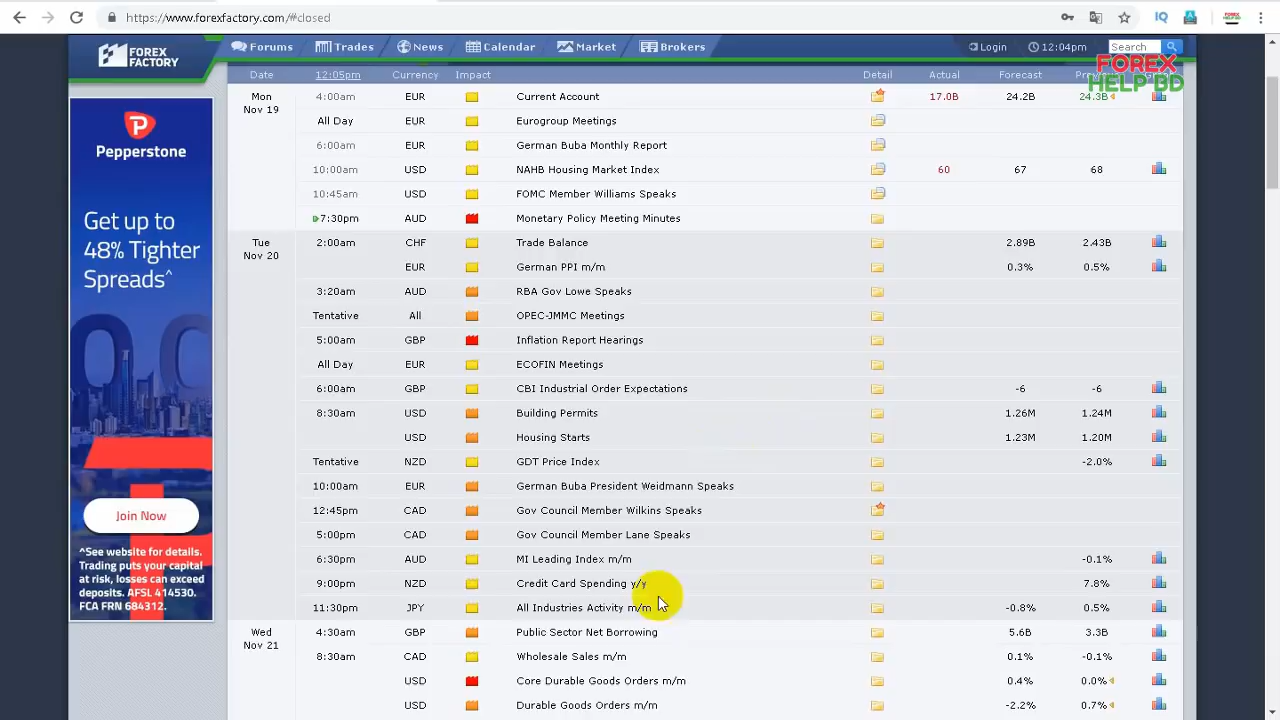 https://www.forexfactory.com/#closed
FOREX FACTORY Forums Trades News Calendar Market Brokers Login 12:04pm Search
FOREX
HELP BD
Date 12:05pm Currency Impact Detail Actual Forecast
Mon Nov 19 4:00am EUR Current Account 17.0B 24.2B 24.3B
All Day EUR Eurogroup Meetings
6:00am EUR German Buba Monthly Report
10:00am USD NAHB Housing Market Index 60 67 68
10:45am USD FOMC Member Williams Speaks
7:30pm AUD Monetary Policy Meeting Minutes
Tue Nov 20 2:00am CHF Trade Balance 2.89B 2.43B
EUR German PPI m/m 0.3% 0.5%
3:20am AUD RBA Gov Lowe Speaks
Tentative All OPEC-JMMC Meetings
5:00am GBP Inflation Report Hearings
All Day EUR ECOFIN Meetings
6:00am GBP CBI Industrial Order Expectations -6 -6
8:30am USD Building Permits 1.26M 1.24M
USD Housing Starts 1.23M 1.20M
Tentative NZD GDT Price Index -2.0%
10:00am EUR German Buba President Weidmann Speaks
12:45pm CAD Gov Council Member Wilkins Speaks
5:00pm CAD Gov Council Member Lane Speaks
6:30pm AUD MI Leading Index m/m -0.1%
9:00pm NZD Credit Card Spending y/y 7.8%
11:30pm JPY All Industries Activity m/m -0.8% 0.5%
Wed Nov 21 4:30am GBP Public Sector Net Borrowing 5.6B 3.3B
8:30am CAD Wholesale Sales m/m 0.1% -0.1%
USD Core Durable Goods Orders m/m 0.4% 0.0%
USD Durable Goods Orders m/m -2.2% 0.7%
Pepperstone
Get up to
48% Tighter
Spreads^
Join Now
^See website for details.
Trading puts your capital
at risk, losses can exceed
deposits. AFSL 414530.
FCA FRN 684312.